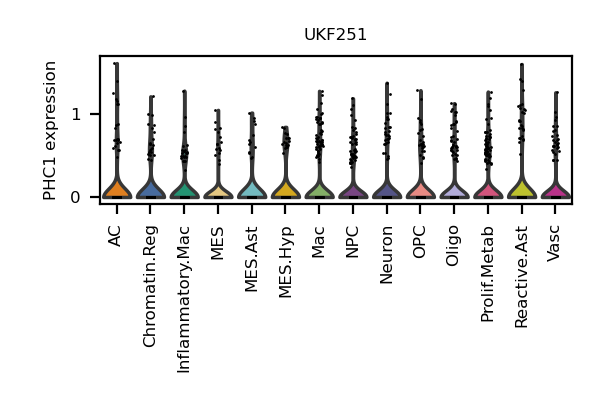 UKF251
PHC1 expression
1
0
AC
Chromatin.Reg
Inflammatory.Mac
MES
MES.Ast
MES.Hyp
Mac
NPC
Neuron
OPC
Oligo
Prolif.Metab
Reactive.Ast
Vasc